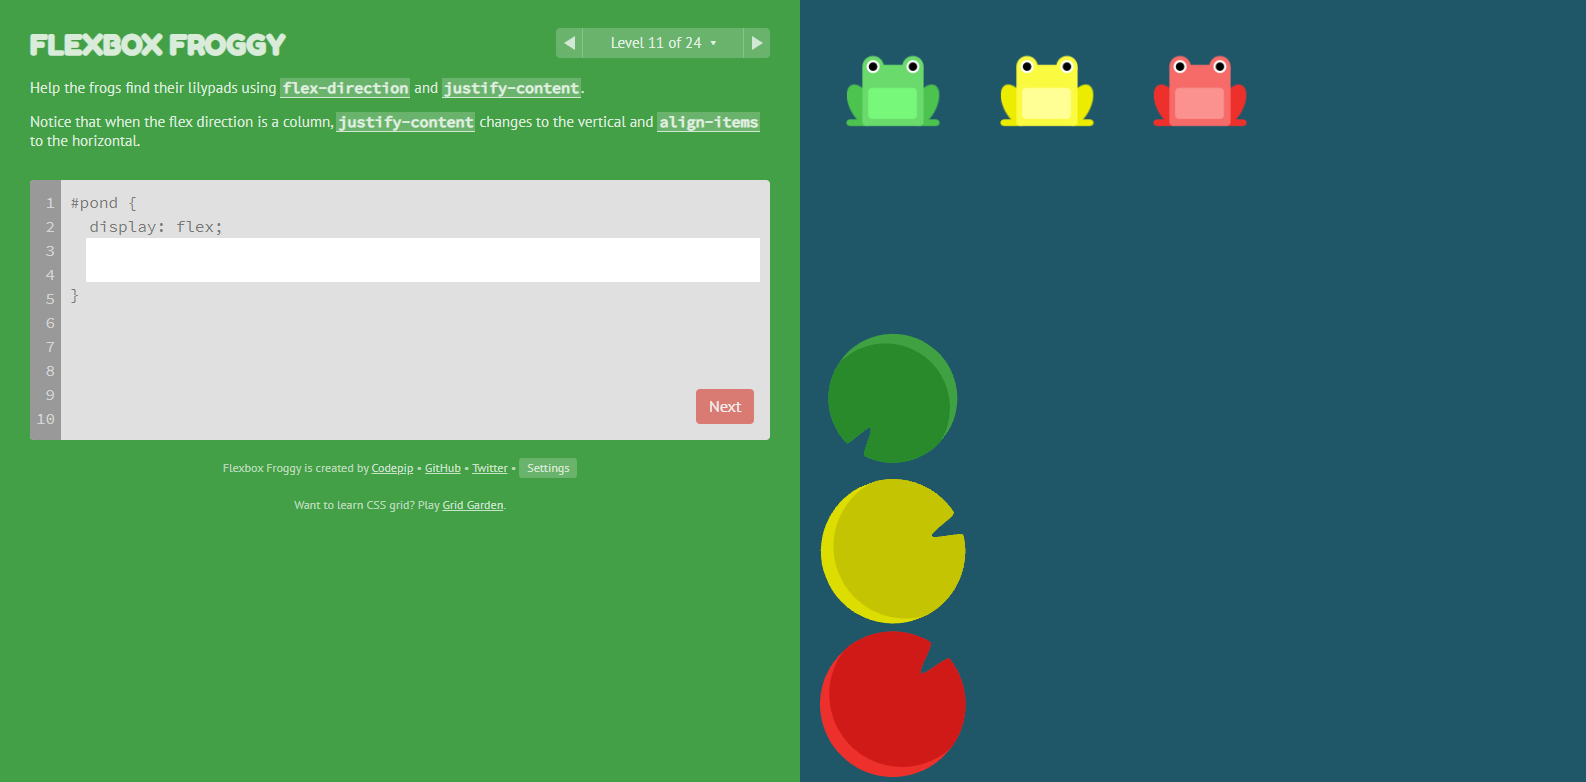 FLEXBOX FROGGY
◀ Level 11 of 24 ▾ ▶
Help the frogs find their lilypads using flex-direction and justify-content.
Notice that when the flex direction is a column, justify-content changes to the vertical and align-items
to the horizontal.
1 #pond {
2 display: flex;
3
4
5 }
6
7
8
9
10
Next
Flexbox Froggy is created by Codepip • GitHub • Twitter • Settings
Want to learn CSS grid? Play Grid Garden.